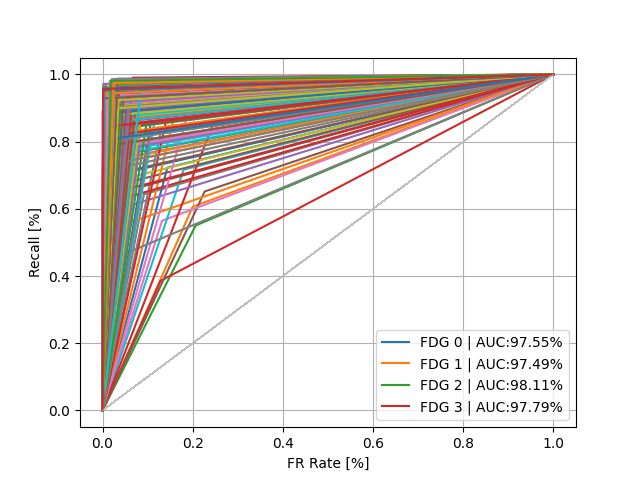 1.0
0.8
0.6
0.4
0.2
0.0
Recall [%]
FDG 0 | AUC:97.55%
FDG 1 | AUC:97.49%
FDG 2 | AUC:98.11%
FDG 3 | AUC:97.79%
0.0 0.2 0.4 0.6 0.8 1.0
FR Rate [%]